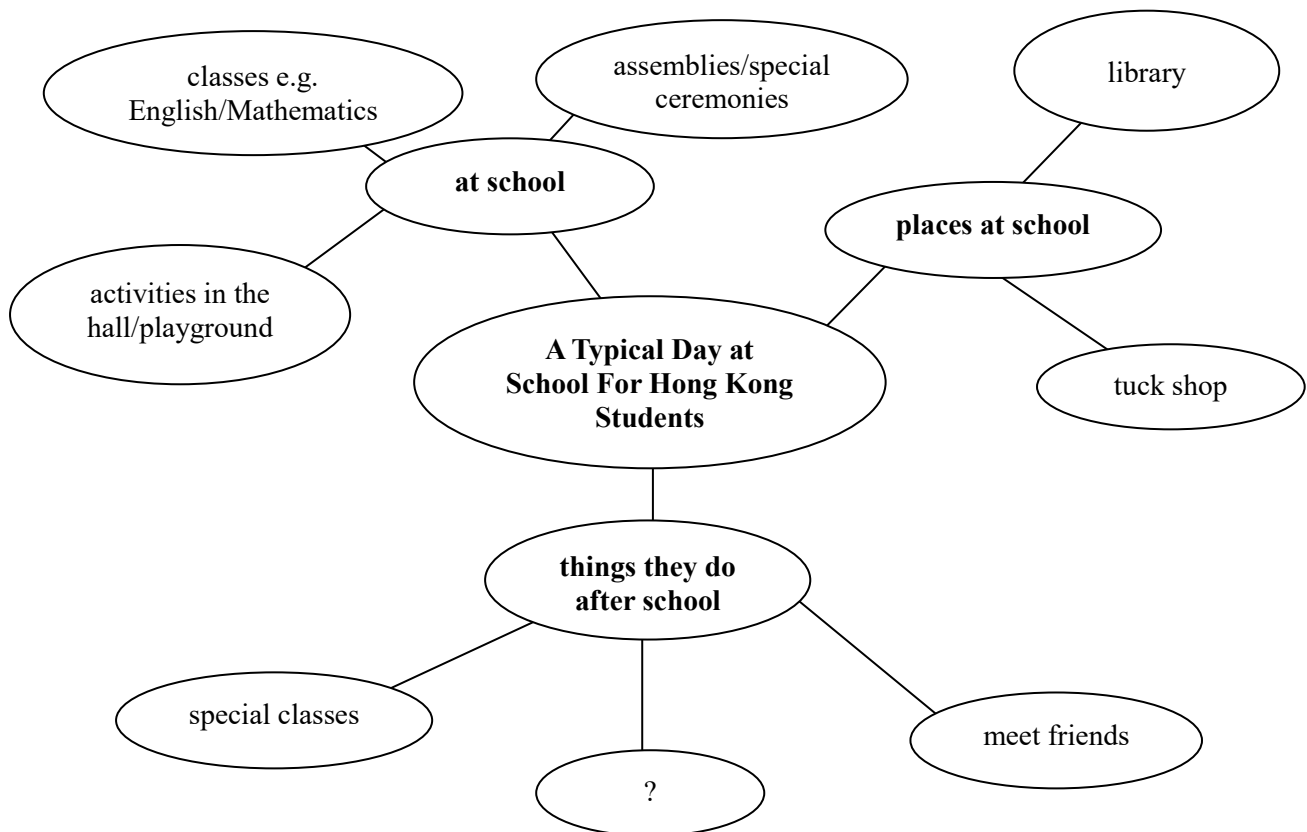 classes e.g.
English/Mathematics
assemblies/special
ceremonies
library
at school
places at school
activities in the
hall/playground
A Typical Day at
School For Hong Kong
Students
tuck shop
things they do
after school
special classes
meet friends
?